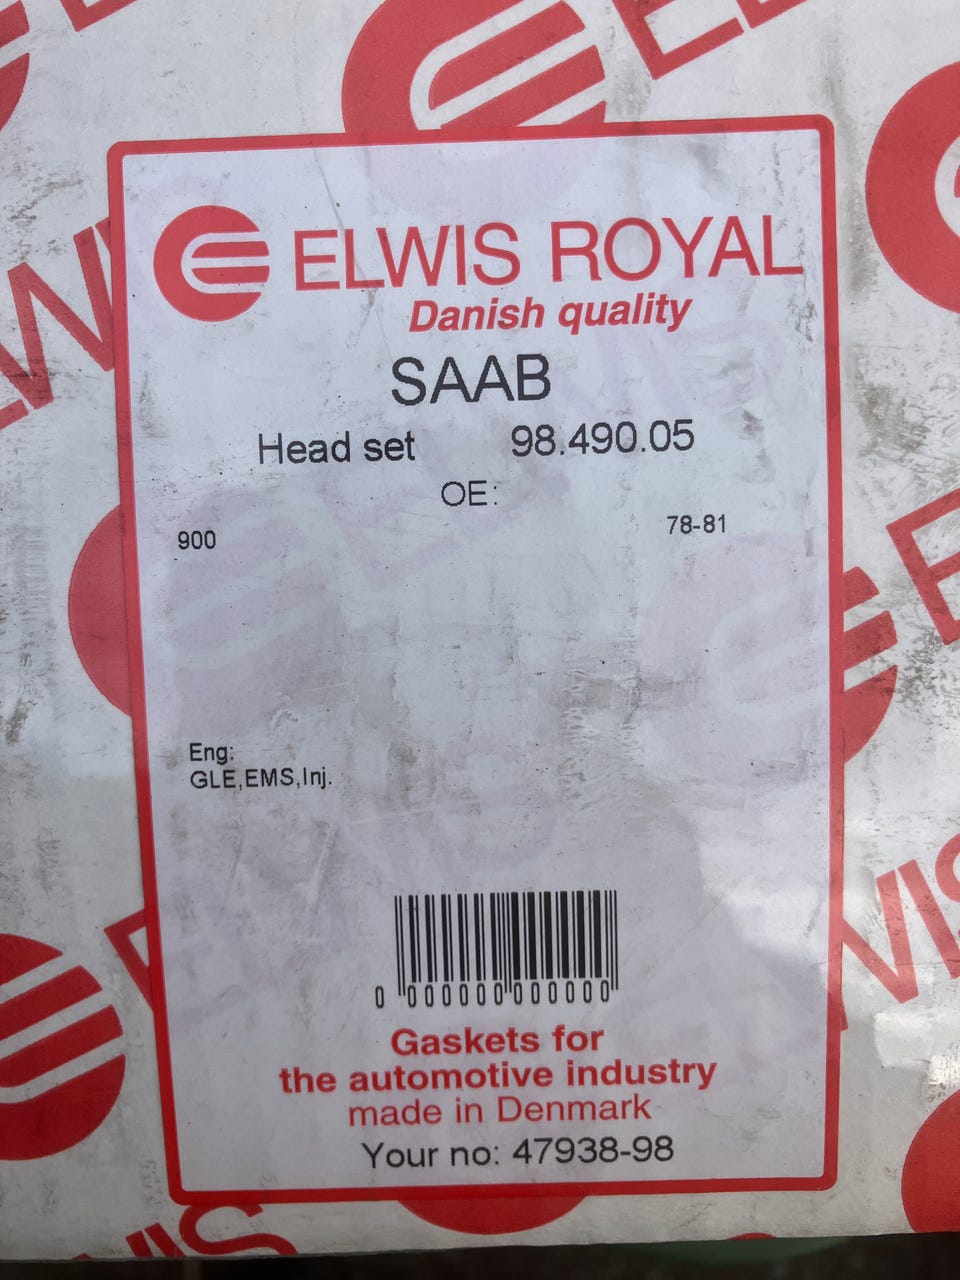 ELWIS ROYAL
Danish quality
SAAB
Head set 98.490.05
OE:
900 78-81
Eng:
GLE,EMS,Inj.
0 000000 000000
Gaskets for
the automotive industry
made in Denmark
Your no: 47938-98